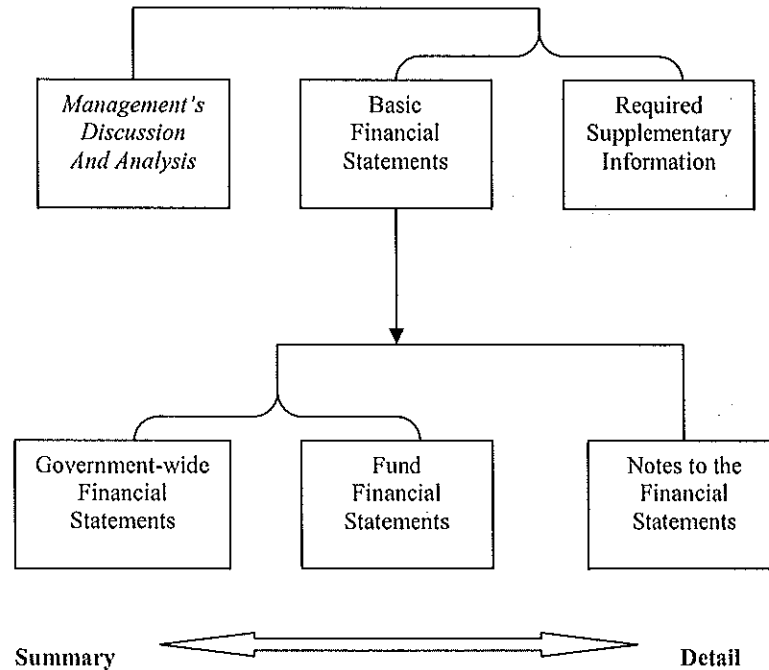 Management's
Discussion
And Analysis
Basic
Financial
Statements
Required
Supplementary
Information
Government-wide
Financial
Statements
Fund
Financial
Statements
Notes to the
Financial
Statements
Summary
Detail